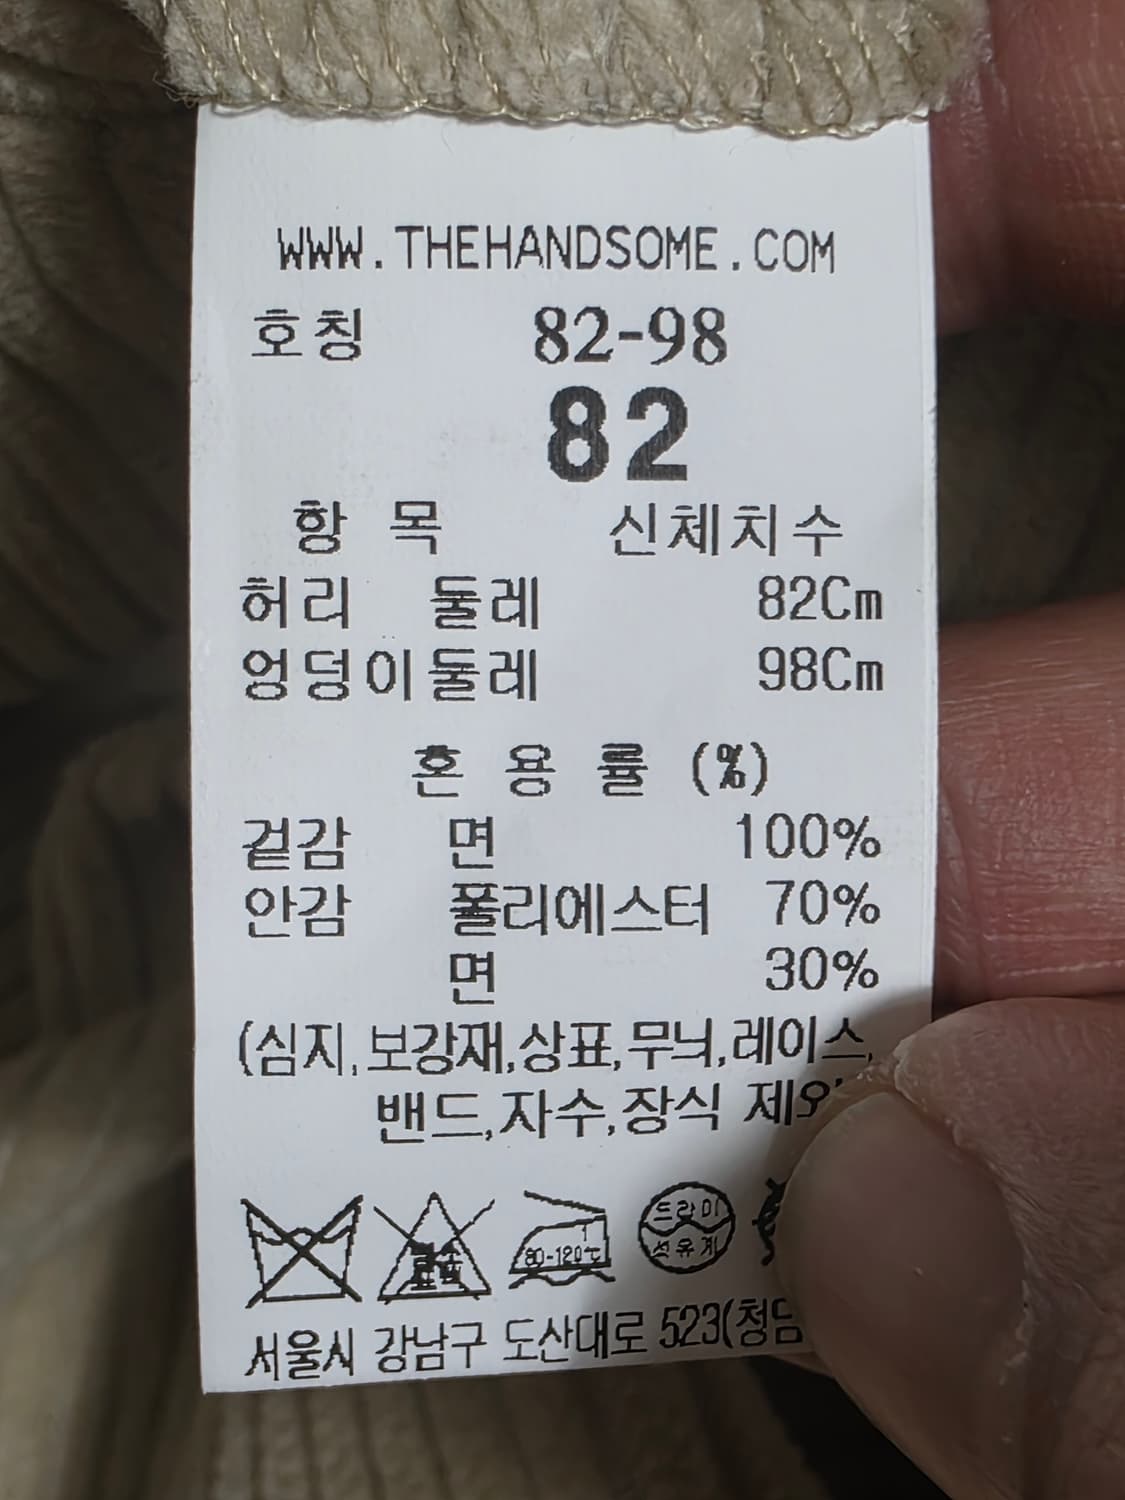 WWW.THEHANDSOME.COM
호칭 82-98
82
항 목 신체치수
허리 둘레 82Cm
엉덩이둘레 98Cm
혼 용 률 (%)
겉감 면 100%
안감 폴리에스터 70%
면 30%
(심지,보강재,상표,무늬,레이스,
밴드,자수,장식 제외
80-120℃
드라이
석유계
서울시 강남구 도산대로 523(청담